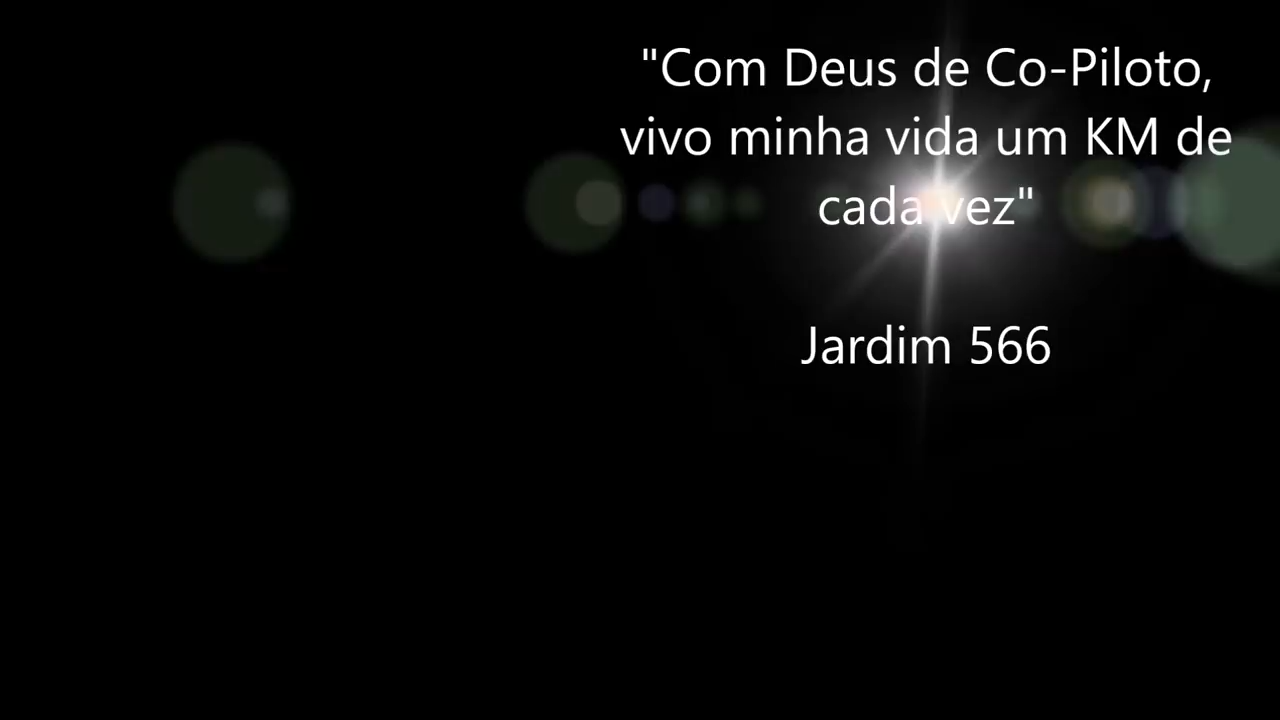 "Com Deus de Co-Piloto,
vivo minha vida um KM de
cada vez"
Jardim 566